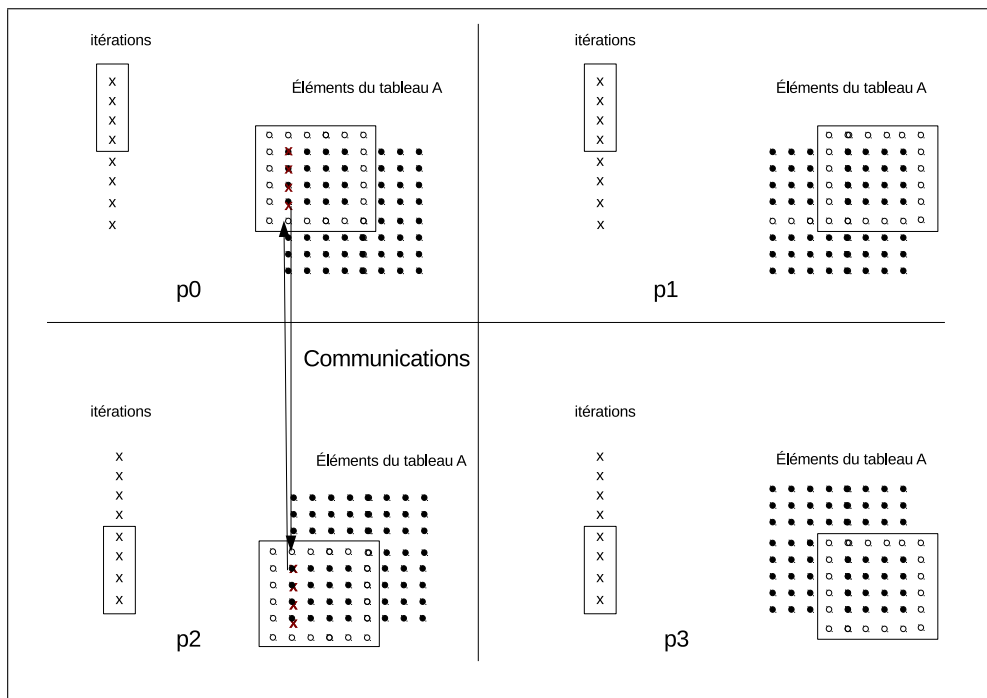 itérations
x
x
x
x
x
x
x
x
Éléments du tableau A
x
x
x
x
p0
itérations
x
x
x
x
x
x
x
x
Éléments du tableau A
p1
Communications
itérations
x
x
x
x
x
x
x
x
Éléments du tableau A
x
x
x
x
p2
itérations
x
x
x
x
x
x
x
x
Éléments du tableau A
p3